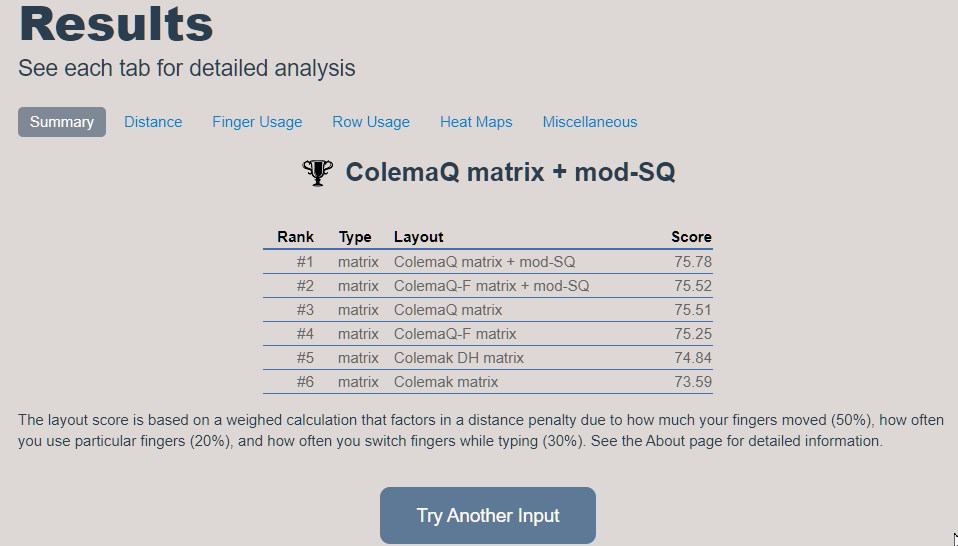 Results
See each tab for detailed analysis
Summary Distance Finger Usage Row Usage Heat Maps Miscellaneous
ColemaQ matrix + mod-SQ
Rank Type Layout Score
#1 matrix ColemaQ matrix + mod-SQ 75.78
#2 matrix ColemaQ-F matrix + mod-SQ 75.52
#3 matrix ColemaQ matrix 75.51
#4 matrix ColemaQ-F matrix 75.25
#5 matrix Colemak DH matrix 74.84
#6 matrix Colemak matrix 73.59
The layout score is based on a weighed calculation that factors in a distance penalty due to how much your fingers moved (50%), how often
you use particular fingers (20%), and how often you switch fingers while typing (30%). See the About page for detailed information.
Try Another Input